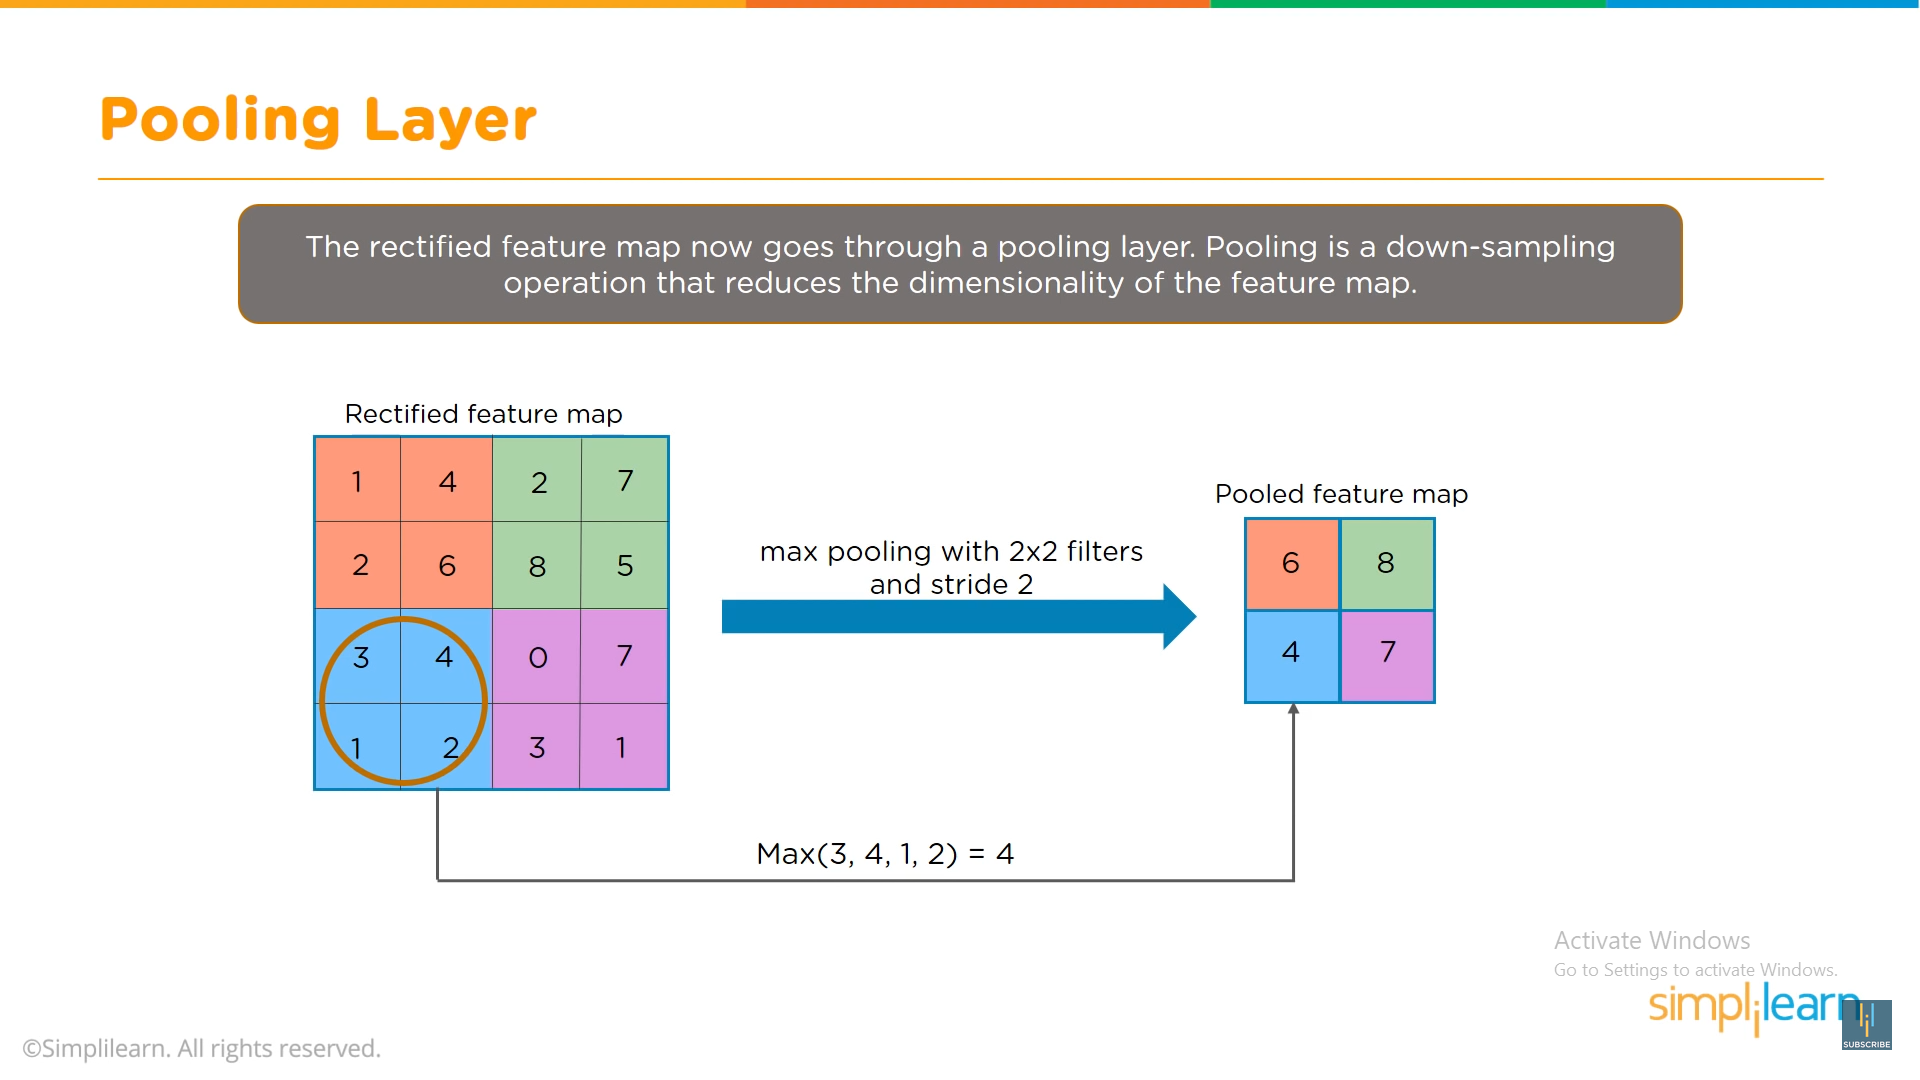 Pooling Layer
The rectified feature map now goes through a pooling layer. Pooling is a down-sampling
operation that reduces the dimensionality of the feature map.
Rectified feature map
1 4 2 7
2 6 8 5
3 4 0 7
1 2 3 1
max pooling with 2x2 filters
and stride 2
Pooled feature map
6 8
4 7
Max(3, 4, 1, 2) = 4
Activate Windows
Go to Settings to activate Windows.
simplilearn
SUBSCRIBE
©Simplilearn. All rights reserved.